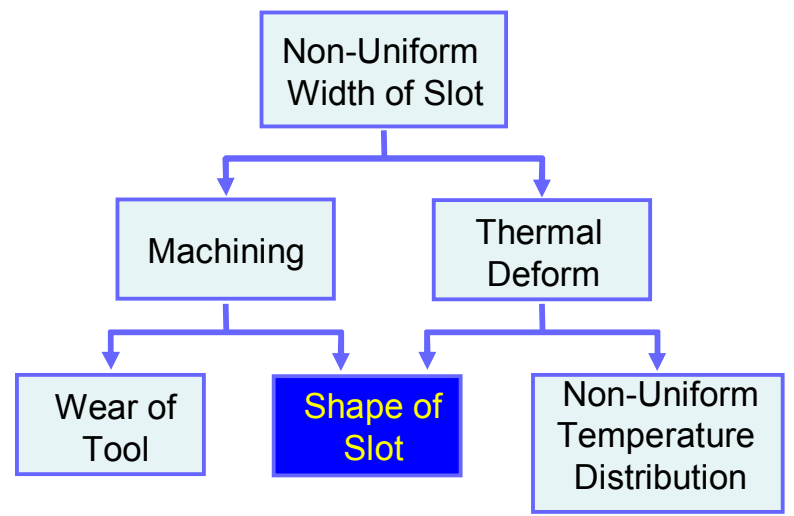 Non-Uniform
Width of Slot
Machining
Thermal
Deform
Wear of
Tool
Shape of
Slot
Non-Uniform
Temperature
Distribution